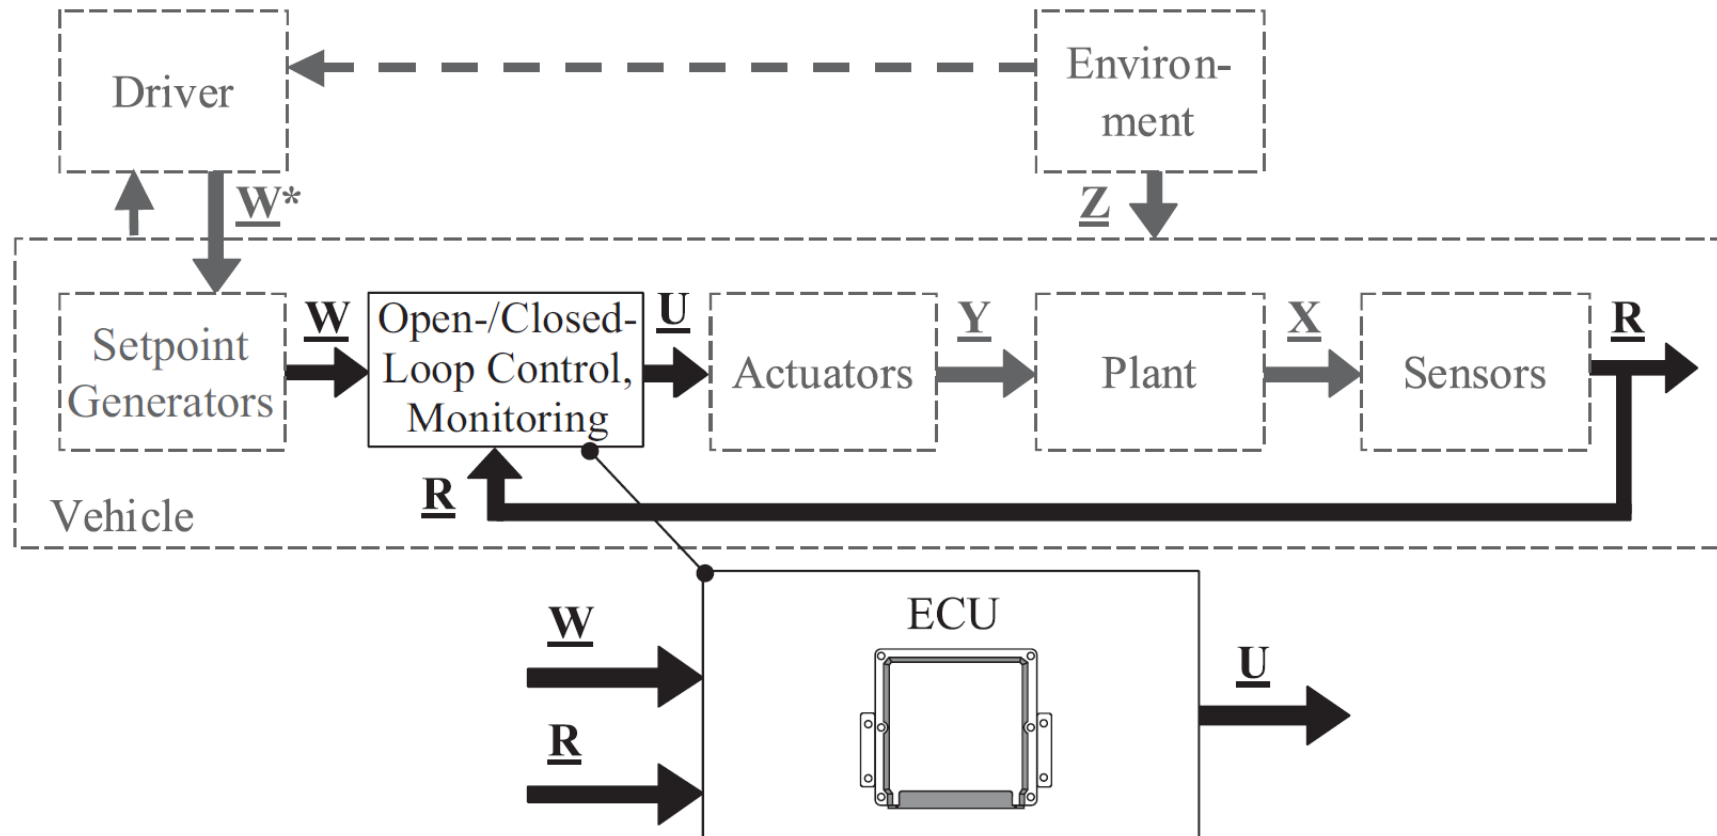 Driver
Environ-
ment
W*
Z
W
U
Y
X
R
Setpoint
Generators
Open-/Closed-
Loop Control,
Monitoring
Actuators
Plant
Sensors
R
Vehicle
ECU
W
R
U